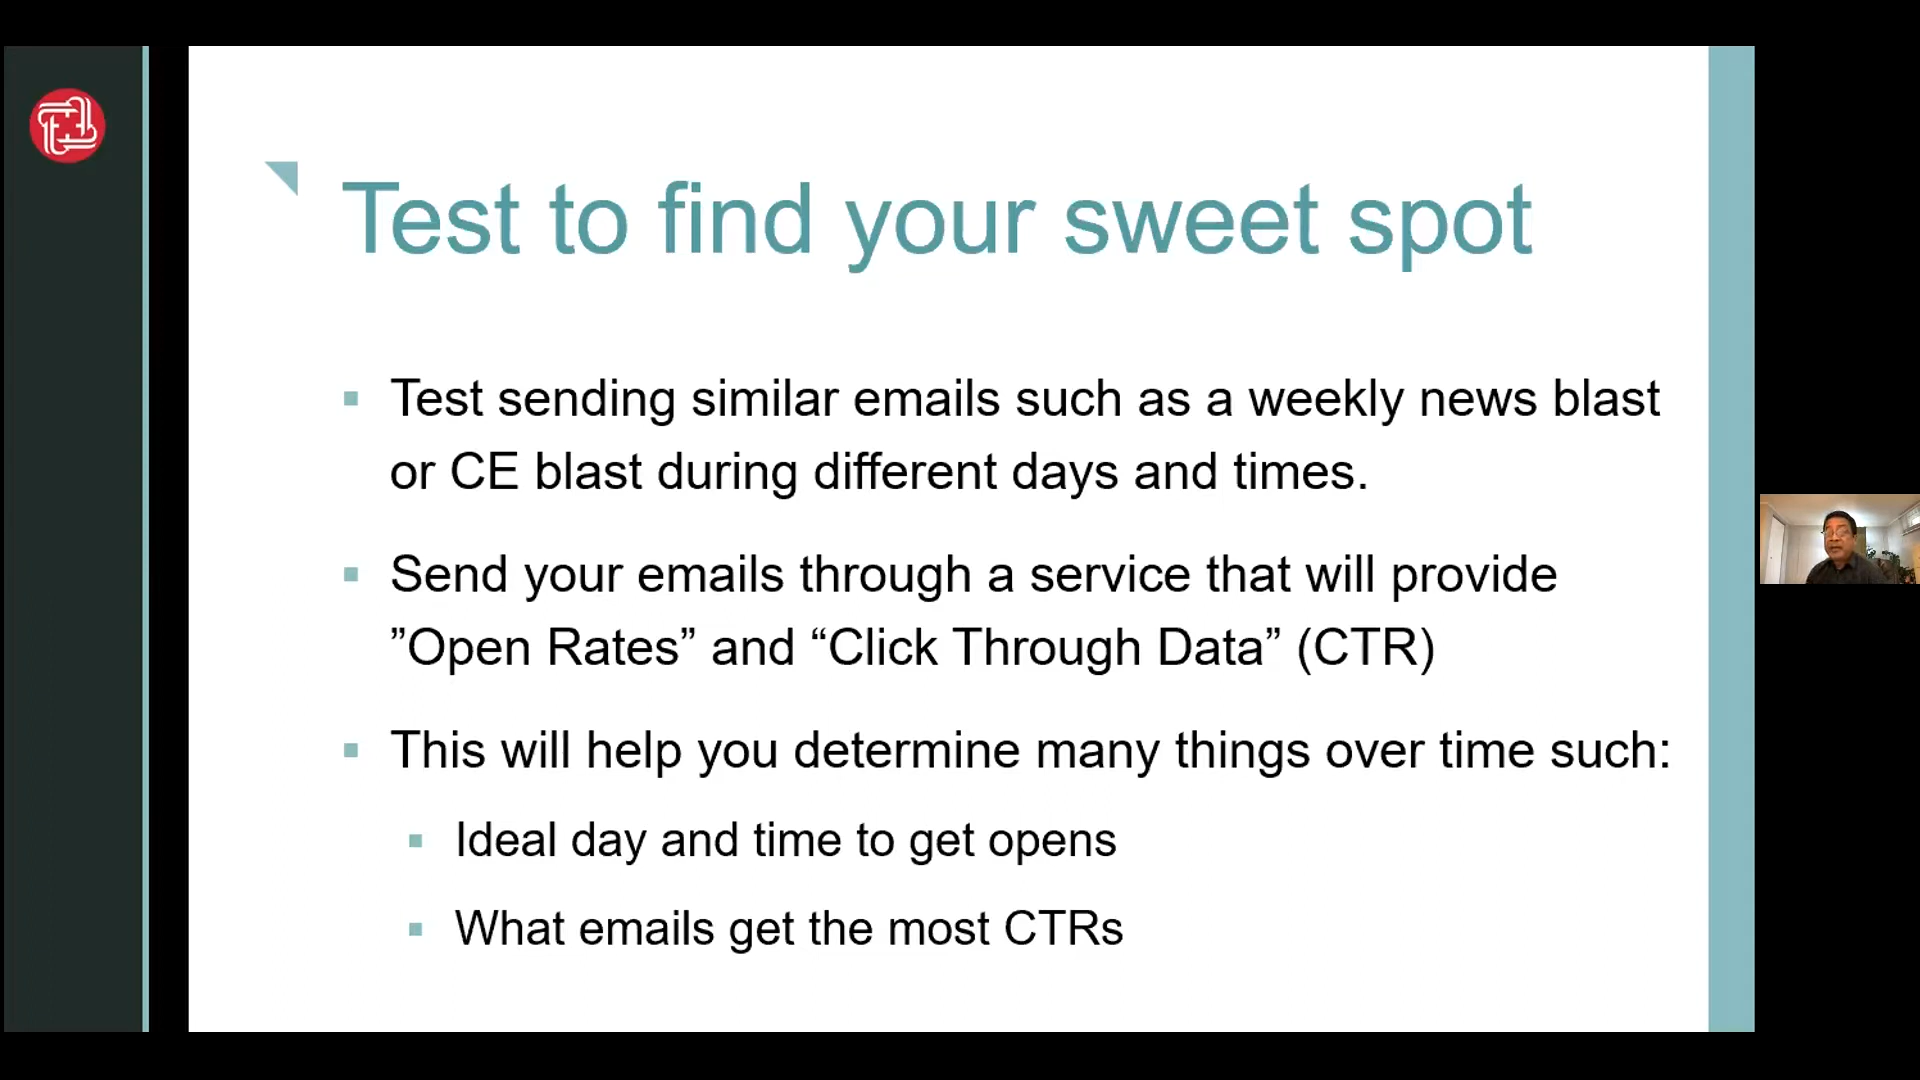 Test to find your sweet spot
Test sending similar emails such as a weekly news blast
or CE blast during different days and times.
Send your emails through a service that will provide
”Open Rates” and “Click Through Data” (CTR)
This will help you determine many things over time such:
Ideal day and time to get opens
What emails get the most CTRs